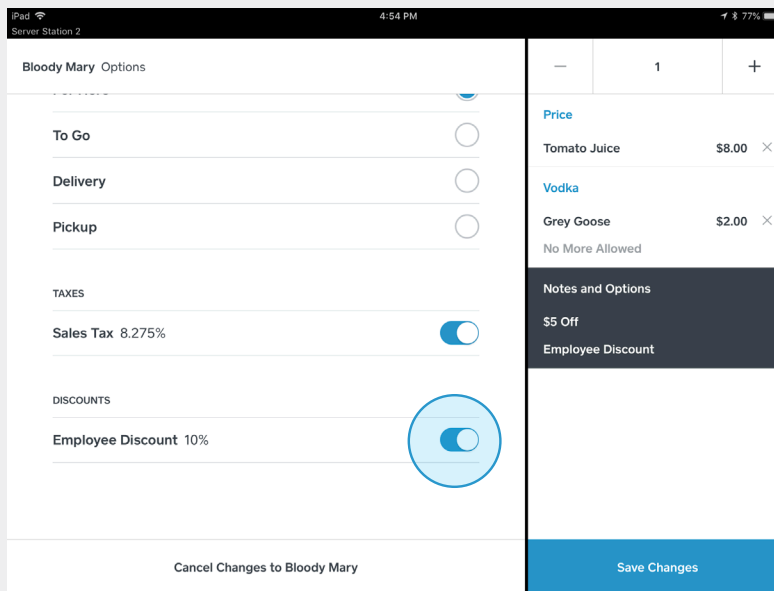 iPad 4:54 PM 77%
Server Station 2
Bloody Mary Options
To Go
Delivery
Pickup
TAXES
Sales Tax 8.275%
DISCOUNTS
Employee Discount 10%
Cancel Changes to Bloody Mary
1
Price
Tomato Juice $8.00
Vodka
Grey Goose $2.00
No More Allowed
Notes and Options
$5 Off
Employee Discount
Save Changes